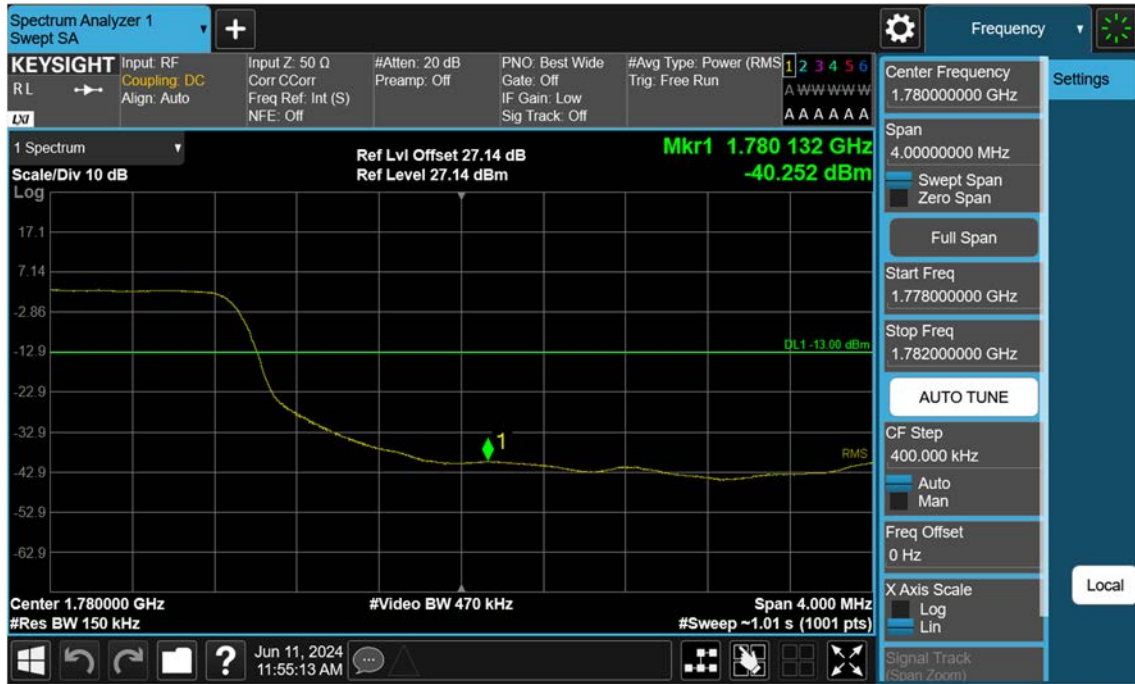 Spectrum Analyzer 1
Swept SA
+
Frequency
KEYSIGHT
RL
LXI
Input: RF
Coupling: DC
Align: Auto
Input Z: 50 Ω
Corr CCorr
Freq Ref: Int (S)
NFE: Off
#Atten: 20 dB
Preamp: Off
PNO: Best Wide
Gate: Off
IF Gain: Low
Sig Track: Off
#Avg Type: Power (RMS
Trig: Free Run
1 2 3 4 5 6
A W W W W W
A A A A A A
1 Spectrum
Scale/Div 10 dB
Ref Lvl Offset 27.14 dB
Ref Level 27.14 dBm
Mkr1 1.780 132 GHz
-40.252 dBm
Log
17.1
7.14
-2.86
-12.9
-22.9
-32.9
-42.9
-52.9
-62.9
DL1 -13.00 dBm
1
RMS
Center 1.780000 GHz
#Res BW 150 kHz
#Video BW 470 kHz
Span 4.000 MHz
#Sweep ~1.01 s (1001 pts)
Center Frequency
1.780000000 GHz
Span
4.00000000 MHz
Swept Span
Zero Span
Full Span
Start Freq
1.778000000 GHz
Stop Freq
1.782000000 GHz
AUTO TUNE
CF Step
400.000 kHz
Auto
Man
Freq Offset
0 Hz
X Axis Scale
Log
Lin
Signal Track
(Span Zoom)
Settings
Local
?
Jun 11, 2024
11:55:13 AM